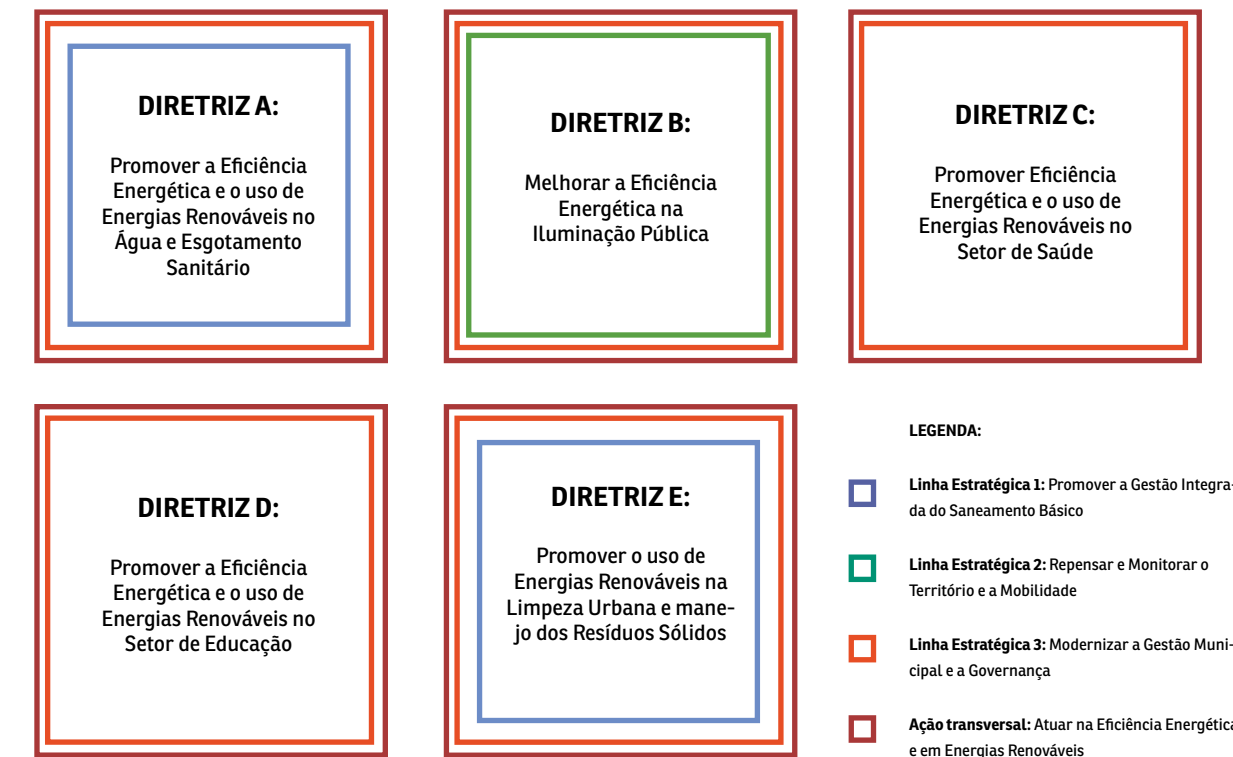 DIRETRIZ A:
Promover a Eficiência
Energética e o uso de
Energias Renováveis no
Água e Esgotamento
Sanitário
DIRETRIZ B:
Melhorar a Eficiência
Energética na
Iluminação Pública
DIRETRIZ C:
Promover Eficiência
Energética e o uso de
Energias Renováveis no
Setor de Saúde
DIRETRIZ D:
Promover a Eficiência
Energética e o uso de
Energias Renováveis no
Setor de Educação
DIRETRIZ E:
Promover o uso de
Energias Renováveis na
Limpeza Urbana e mane-
jo dos Resíduos Sólidos
LEGENDA:
Linha Estratégica 1: Promover a Gestão Integra-
da do Saneamento Básico
Linha Estratégica 2: Repensar e Monitorar o
Território e a Mobilidade
Linha Estratégica 3: Modernizar a Gestão Muni-
cipal e a Governança
Ação transversal: Atuar na Eficiência Energética
e em Energias Renováveis